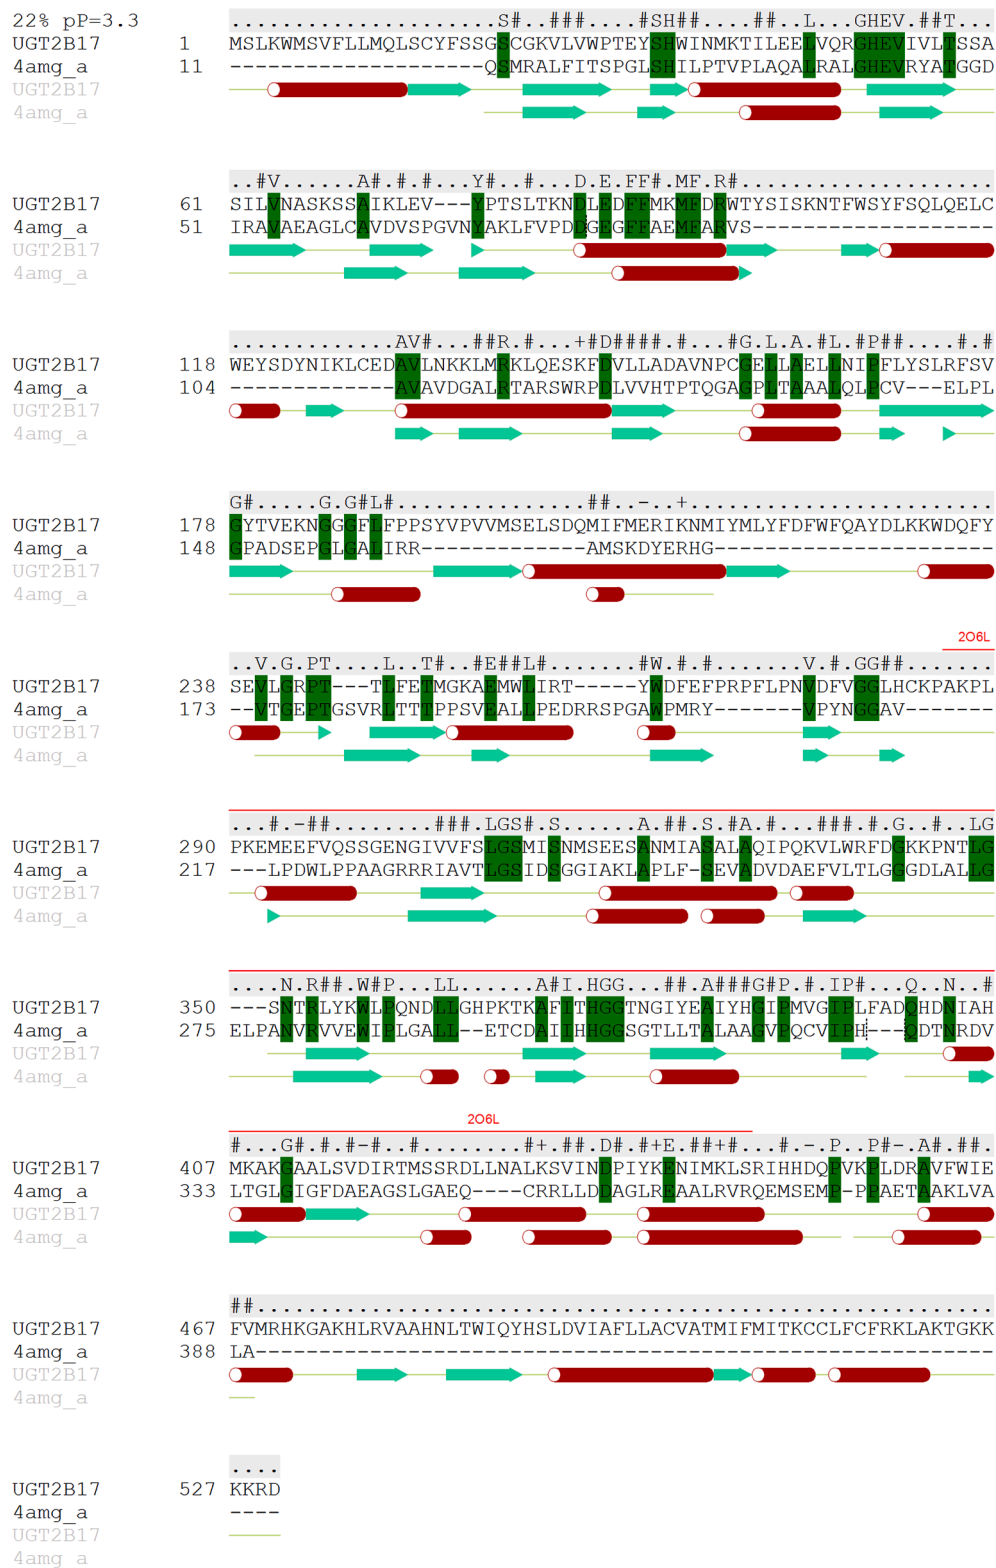 22% pP=3.3 .....................S#..###....#SH##....##..L...GHEV.##T...
UGT2B17 1 MSLKWMSVFLLMQLSCYFSSGSCGKVLVWPTEYSHWINMKTILEELVQRGHEVIVLTSSA
4amg_a 11 --------------------QSMRALFITSPGLSHILPTVPLAQALRALGHEVRYATGGD
UGT2B17
4amg_a
..#V......A#.#.#...Y#..#...D.E.FF#.MF.R#....................
UGT2B17 61 SILVNASKSSAIKLEV---YPTSLTKNDLEDFFMKMFDRWTYSISKNTFWSYFSQLQELC
4amg_a 51 IRAVAEAGLCAVDVSPGVNYAKLFVPDDGEGFFAEMFARVS-------------------
UGT2B17
4amg_a
.............AV#...##R.#...+#D####.#...#G.L.A.#L.#P##....#.#
UGT2B17 118 WEYSDYNIKLCEDAVLNKKLMRKLQESKFDVLLADAVNPCGELLAELLNIPFLYSLRFSV
4amg_a 104 -------------AVAVDGALRTARSWRPDLVVHTPTQGAGPLTAAALQLPCV---ELPL
UGT2B17
4amg_a
G#.....G.G#L#...............##..-..+........................
UGT2B17 178 GYTVEKNGGGFLFPPSYVPVVMSELSDQMIFMERIKNMIYMLYFDFWFQAYDLKKWDQFY
4amg_a 148 GPADSEPGLGALIRR-------------AMSKDYERHG----------------------
UGT2B17
4amg_a
2O6L
..V.G.PT....L..T#..#E##L#.......#W.#.#.......V.#.GG##.......
UGT2B17 238 SEVLGRPT---TLFETMGKAEMWLIRT-----YWDFEFPRPFLPNVDFVGGLHCKPAKPL
4amg_a 173 --VTGEPTGSVRLTTTPPSVEALLPEDRRSPGAWPMRY-------VPYNGGAV-------
UGT2B17
4amg_a
...#.-##........###.LGS#.S......A.##..S.#A.#...###.#.G..#..LG
UGT2B17 290 PKEMEEFVQSSGENGIVVFSLGSMISNMSEESANMIASALAQIPQKVLWRFDGKKPNTLG
4amg_a 217 ---LPDWLPPAAGRRRIAVTLGSIDSGGIAKLAPLF-SEVADVDAEFVLTLGGGDLALLG
UGT2B17
4amg_a
....N.R##.W.P...LL......A#I.HGG...##.A###G#P.#.IP#...Q..N..#
UGT2B17 350 ---SNTRLYKWLPQNDLLGHPKTKAFITHGGTNGIYEAIYHGIPMVGIPLFADQHDNIAH
4amg_a 275 ELPANVRVVEWIPLGALL--ETCDAIIHHGGSGTLLTALAAGVPQCVIPH---QDTNRDV
UGT2B17
4amg_a
2O6L
#...G#.#.#-#..#........#+.##.D#.#+E.##+#...#.-.P..P#-.A#.##.
UGT2B17 407 MKAKGAALSVDIRTMSSRDLLNALKSVINDPIYKENIMKLSRIHHDQPVKPLDRAVFWIE
4amg_a 333 LTGLGIGFDAEAGSLGAEQ----CRRLLDDAGLREAALRVRQEMSEMP-PPAETAAKLVA
UGT2B17
4amg_a
##..........................................................
UGT2B17 467 FVMRHKGAKHLRVAAHNLTWIQYHSLDVIAFLLACVATMIFMITKCCLFCFRKLAKTGKK
4amg_a 388 LA----------------------------------------------------------
UGT2B17
4amg_a
....
UGT2B17 527 KKRD
4amg_a ----
UGT2B17
4amg_a